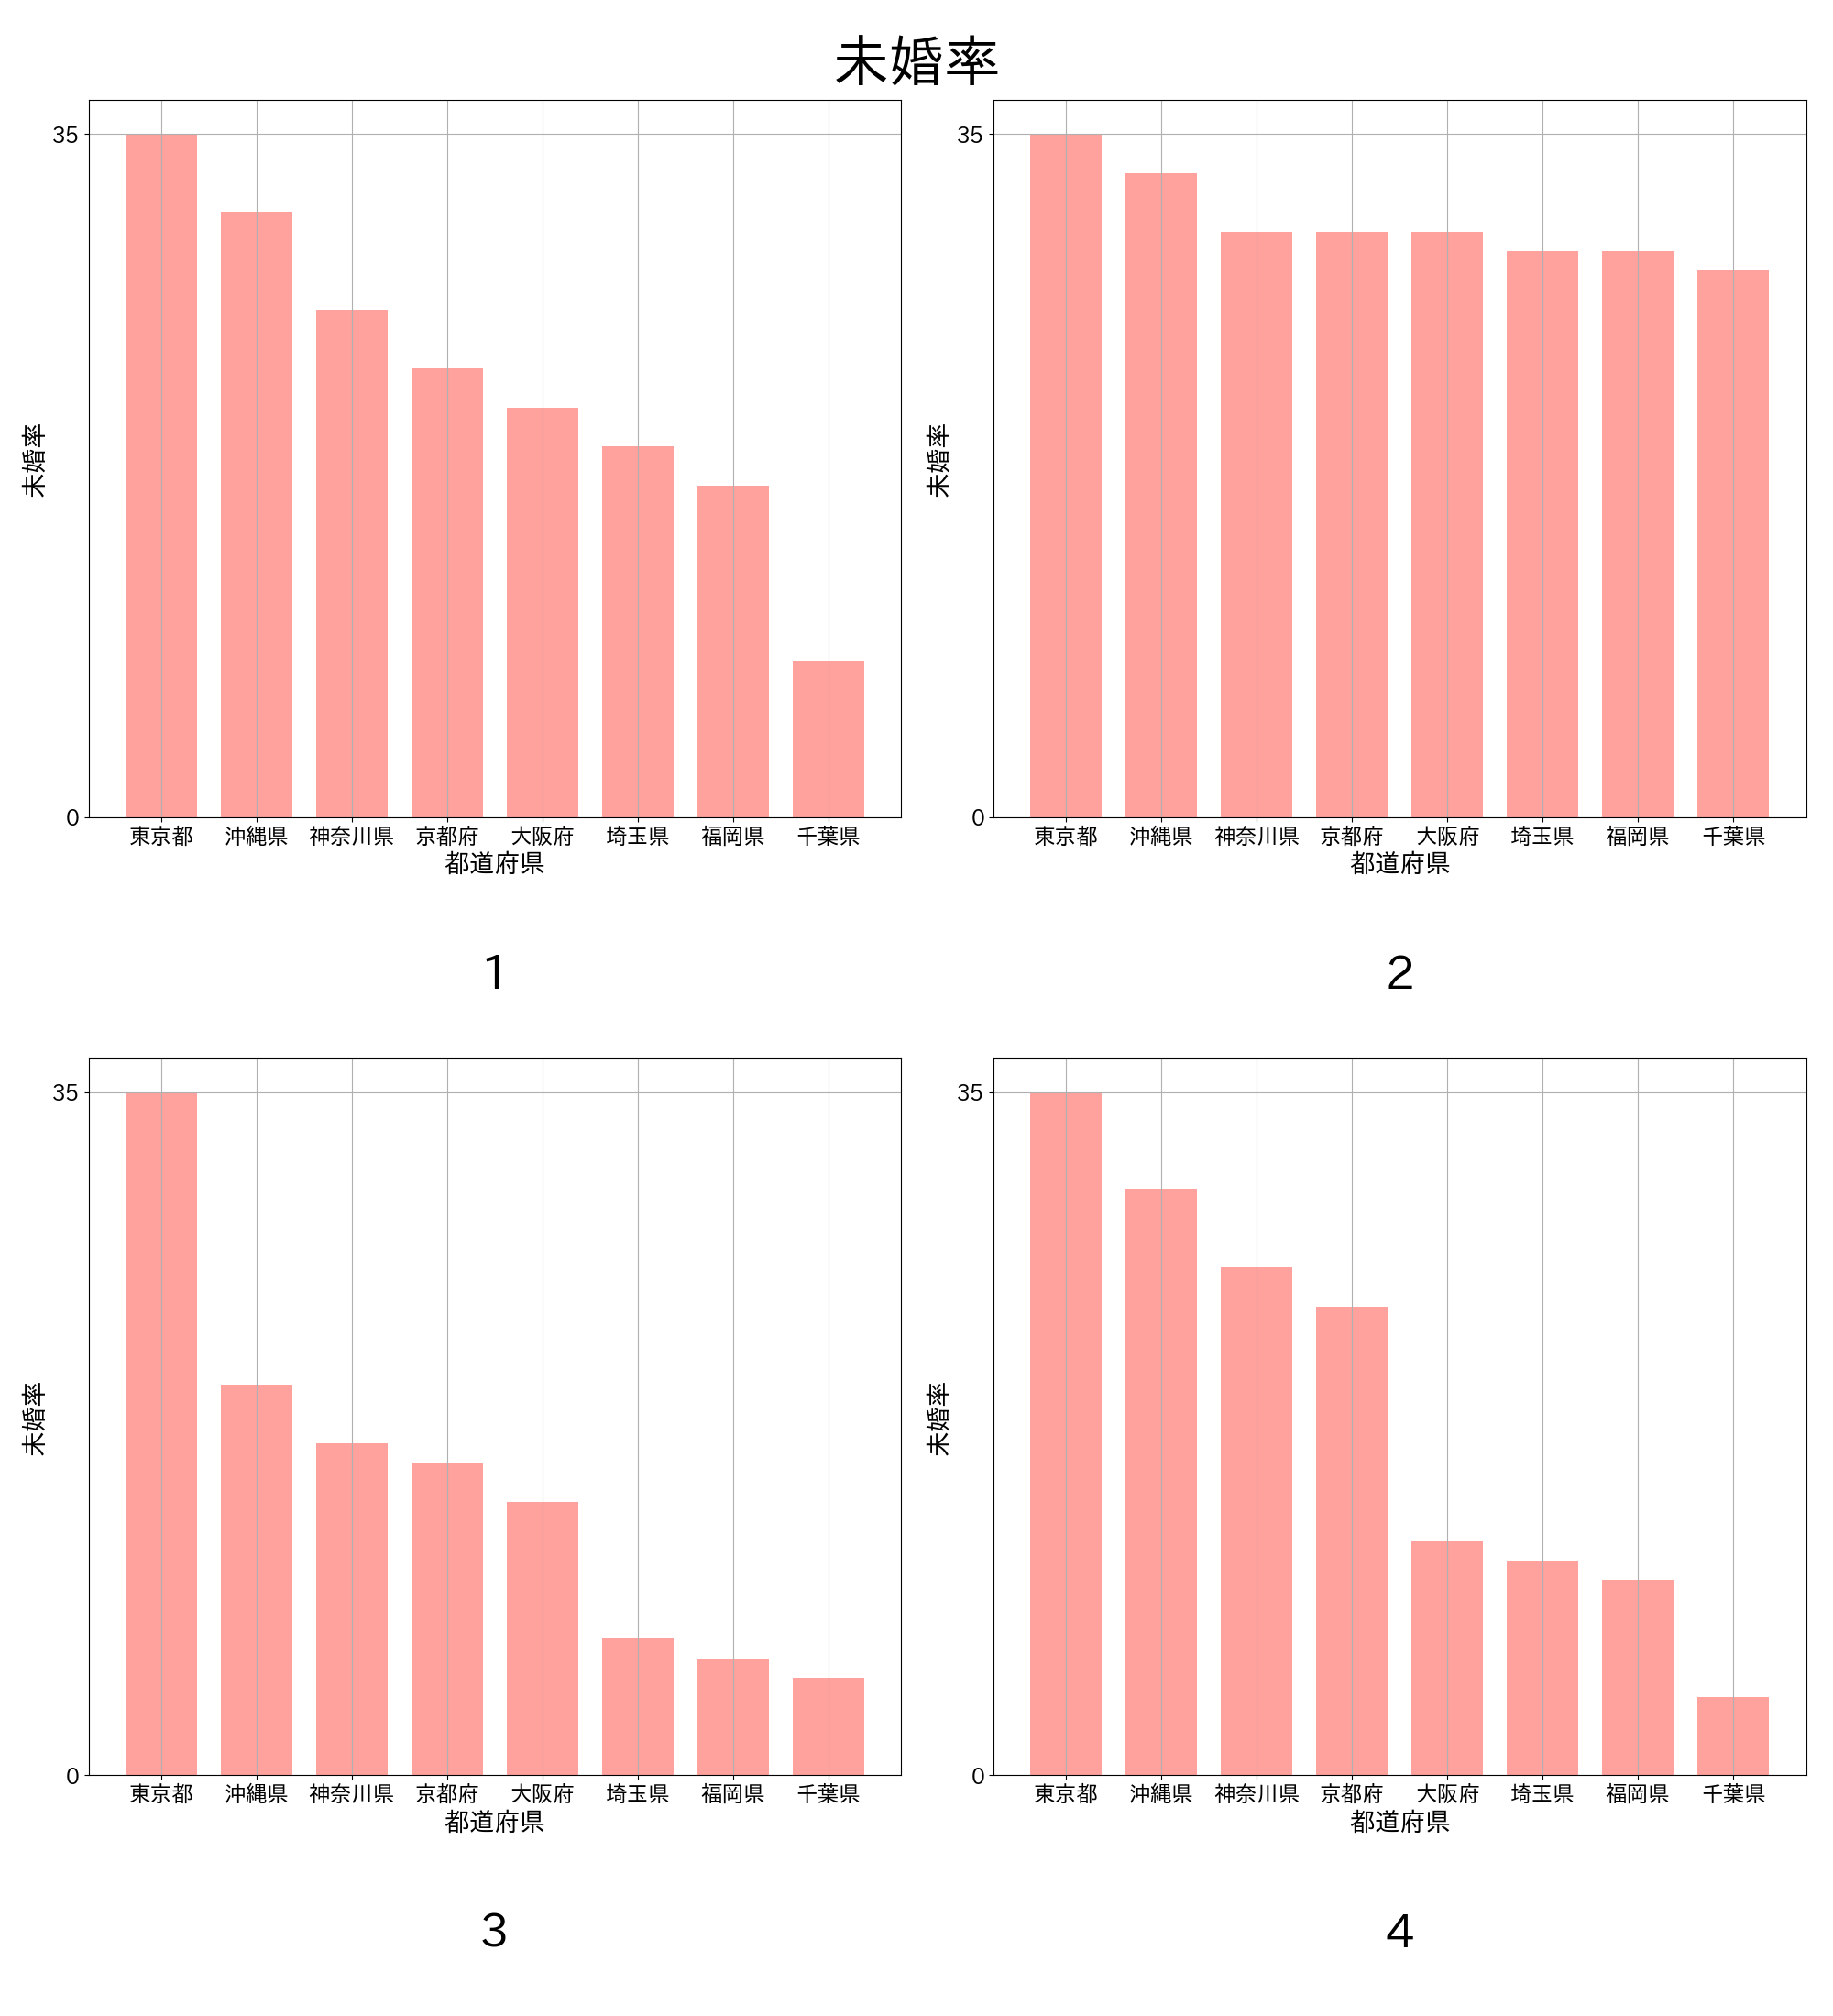 未婚率
35
0
未婚率
東京都 沖縄県 神奈川県 京都府 大阪府 埼玉県 福岡県 千葉県
都道府県
1
35
0
未婚率
東京都 沖縄県 神奈川県 京都府 大阪府 埼玉県 福岡県 千葉県
都道府県
2
35
0
未婚率
東京都 沖縄県 神奈川県 京都府 大阪府 埼玉県 福岡県 千葉県
都道府県
3
35
0
未婚率
東京都 沖縄県 神奈川県 京都府 大阪府 埼玉県 福岡県 千葉県
都道府県
4